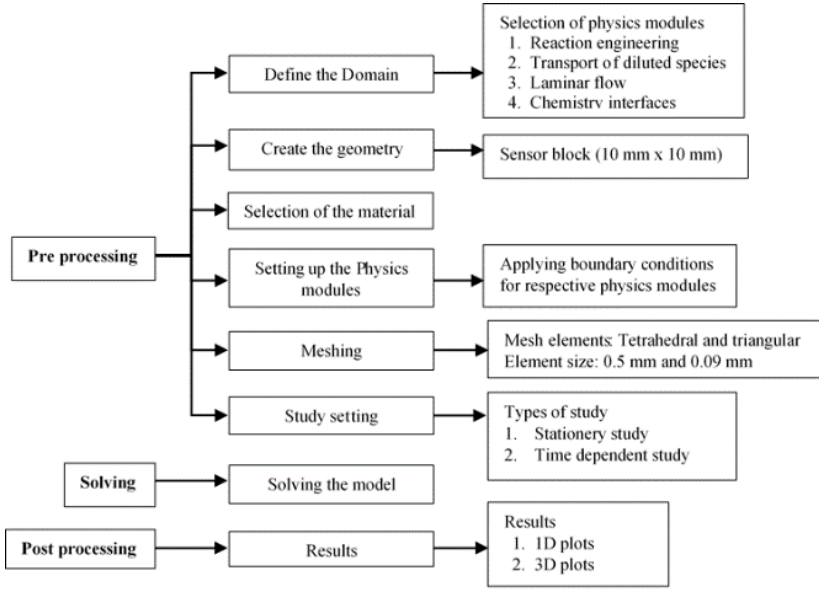 Pre processing
Define the Domain
Selection of physics modules
1. Reaction engineering
2. Transport of diluted species
3. Laminar flow
4. Chemistrv interfaces
Create the geometry
Sensor block (10 mm x 10 mm)
Selection of the material
Setting up the Physics
modules
Applying boundary conditions
for respective physics modules
Meshing
Mesh elements: Tetrahedral and triangular
Element size: 0.5 mm and 0.09 mm
Study setting
Types of study
1. Stationery study
2. Time dependent study
Solving
Solving the model
Post processing
Results
Results
1. 1D plots
2. 3D plots